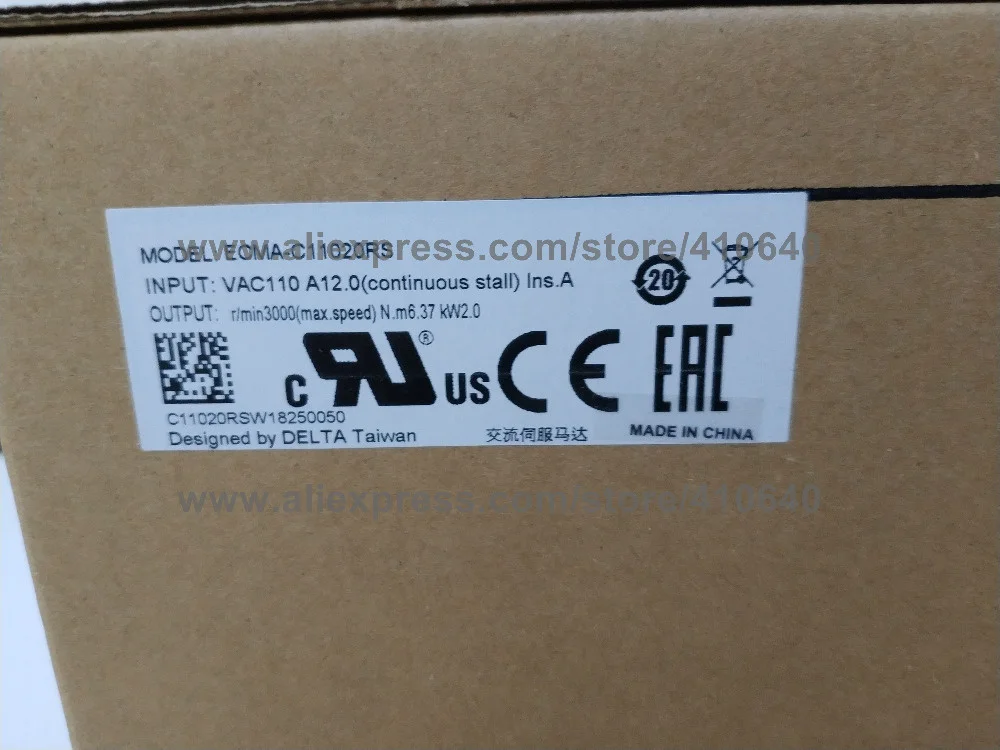 www.aliexpress.com/store/410640
MODEL: ECMA-C11020RS
INPUT: VAC110 A12.0(continuous stall) Ins.A
20
OUTPUT: r/min3000(max.speed) N.m6.37 kW2.0
C RU® US CE EAC
C11020RSW18250050
Designed by DELTA Taiwan 交流伺服马达 MADE IN CHINA
www.aliexpress.com/store/410640